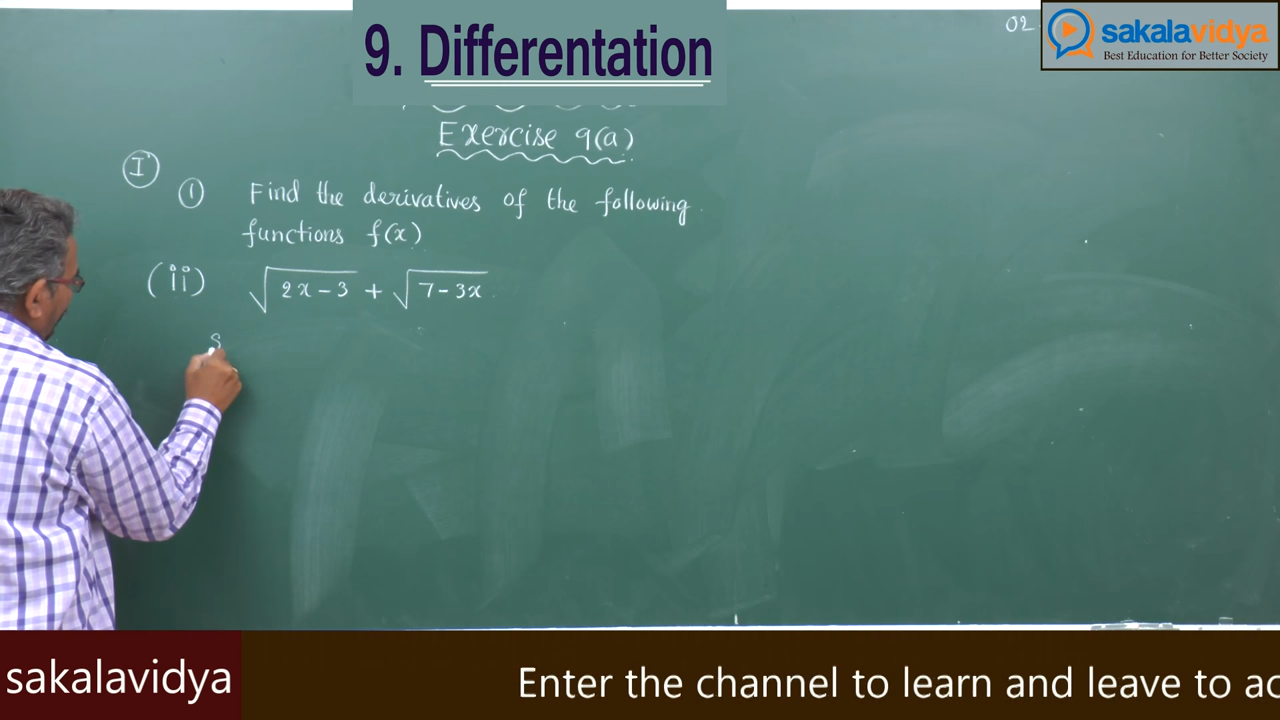 02
sakalavidya
Best Education for Better Society
9. Differentation
Exercise 9(a)
I
1 Find the derivatives of the following
functions f(x)
(ii) √2x-3 + √7-3x
S
sakalavidya
Enter the channel to learn and leave to ac